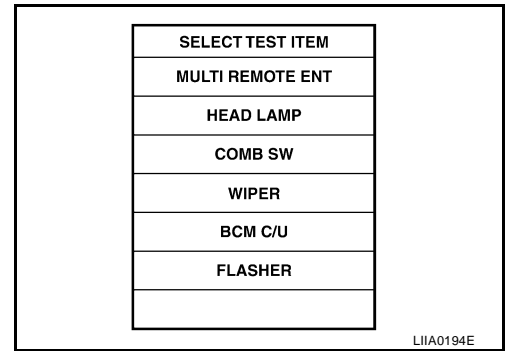 SELECT TEST ITEM
MULTI REMOTE ENT
HEAD LAMP
COMB SW
WIPER
BCM C/U
FLASHER
LIIA0194E